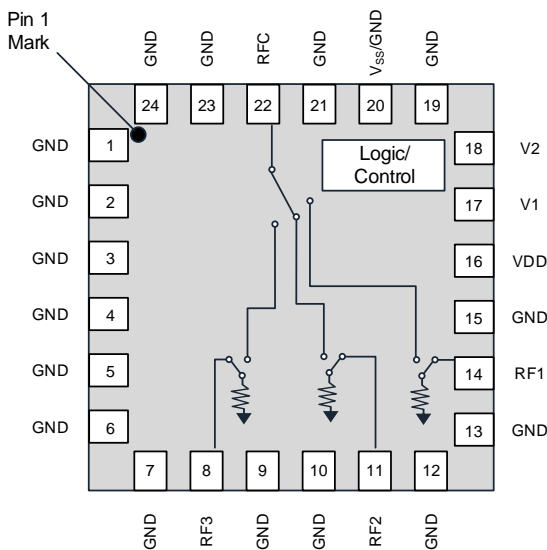 Pin 1
Mark
GND
GND
RFC
GND
VSS/GND
GND
24
23
22
21
20
19
GND
1
Logic/
Control
18
V2
GND
2
17
V1
GND
3
16
VDD
GND
4
15
GND
GND
5
14
RF1
GND
6
13
GND
7
8
9
10
11
12
GND
RF3
GND
GND
RF2
GND